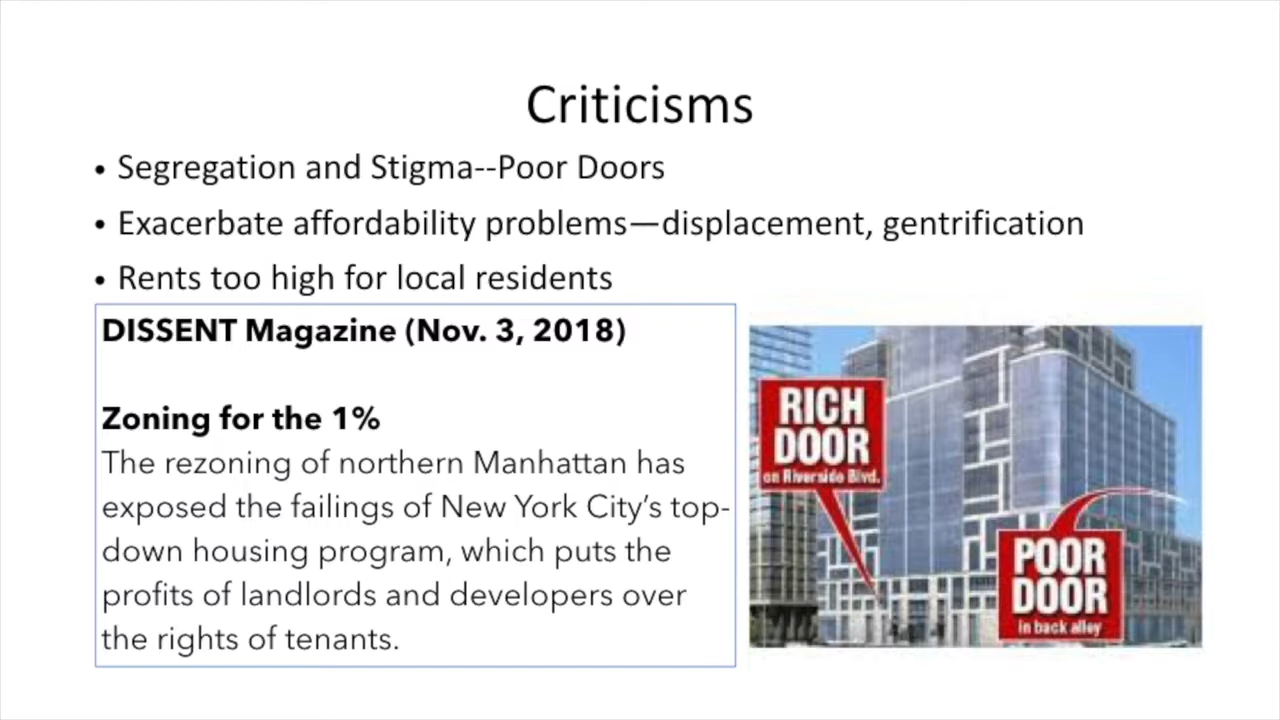 Criticisms
• Segregation and Stigma--Poor Doors
• Exacerbate affordability problems—displacement, gentrification
• Rents too high for local residents
DISSENT Magazine (Nov. 3, 2018)
Zoning for the 1%
The rezoning of northern Manhattan has
exposed the failings of New York City’s top-
down housing program, which puts the
profits of landlords and developers over
the rights of tenants.
RICH
DOOR
on Riverside Blvd.
POOR
DOOR
in back alley